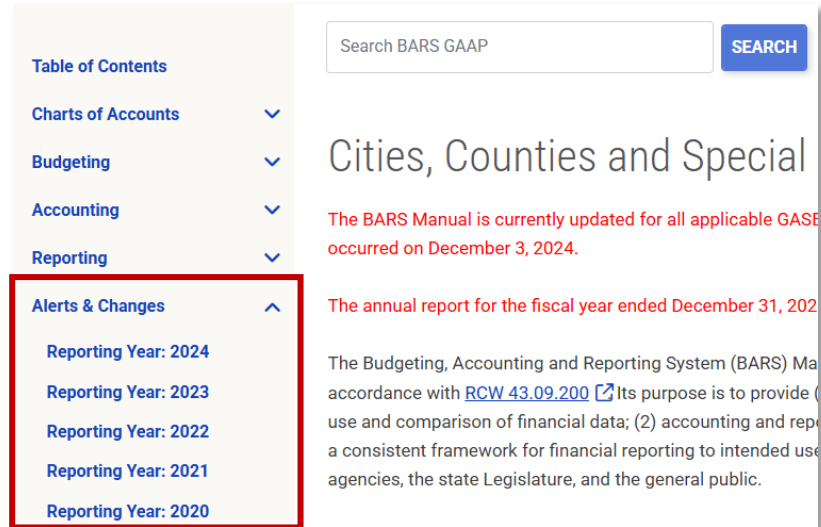 Table of Contents
Charts of Accounts
Budgeting
Accounting
Reporting
Alerts & Changes
Reporting Year: 2024
Reporting Year: 2023
Reporting Year: 2022
Reporting Year: 2021
Reporting Year: 2020
Search BARS GAAP
SEARCH
Cities, Counties and Special
The BARS Manual is currently updated for all applicable GASB
occurred on December 3, 2024.
The annual report for the fiscal year ended December 31, 202
The Budgeting, Accounting and Reporting System (BARS) Ma
accordance with RCW 43.09.200 Its purpose is to provide (
use and comparison of financial data; (2) accounting and repo
a consistent framework for financial reporting to intended use
agencies, the state Legislature, and the general public.